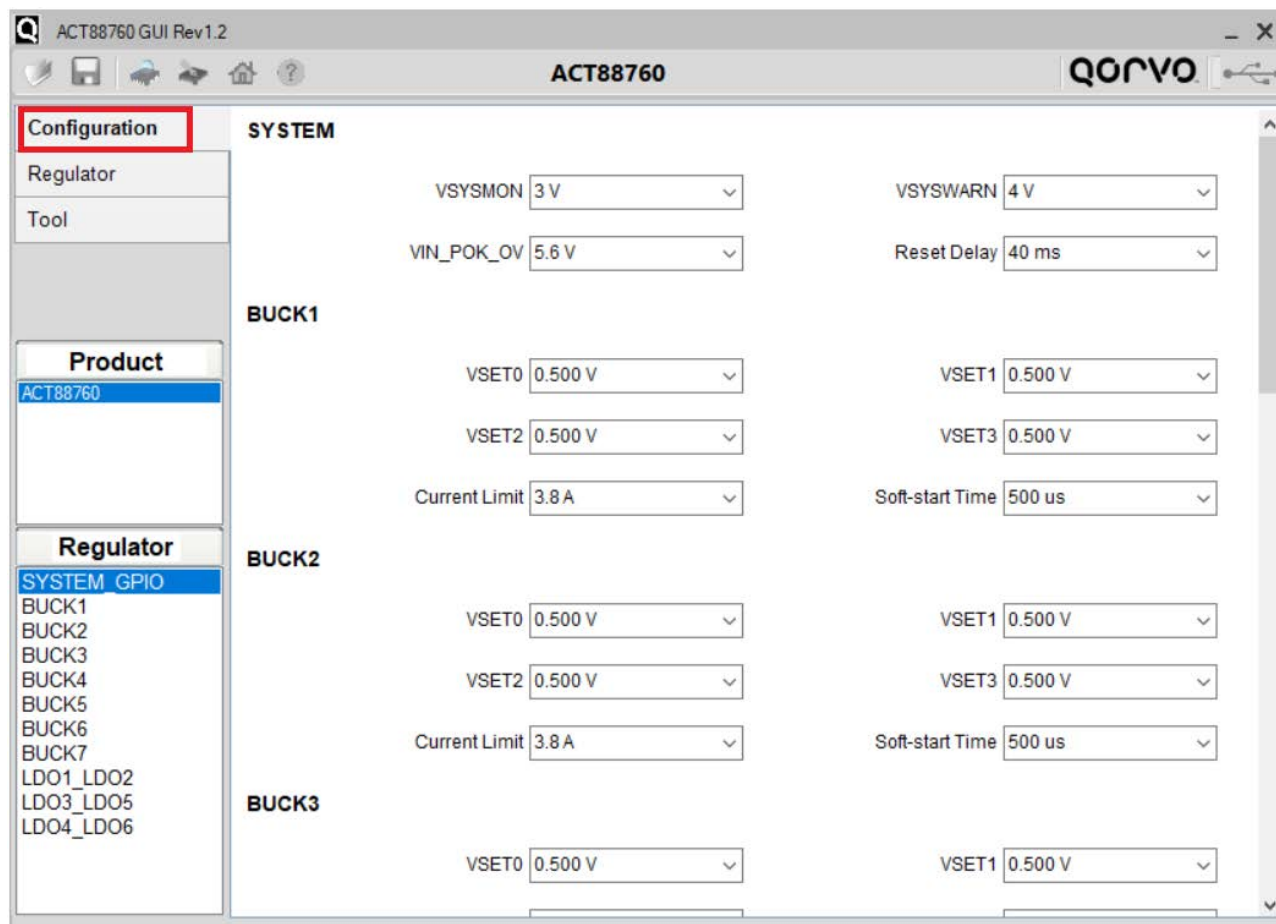 ACT88760 GUI Rev1.2
ACT88760
QORVO
Configuration
Regulator
Tool
SYSTEM
VSYSMON 3 V VSYSWARN 4 V
VIN_POK_OV 5.6 V Reset Delay 40 ms
BUCK1
VSET0 0.500 V VSET1 0.500 V
VSET2 0.500 V VSET3 0.500 V
Current Limit 3.8 A Soft-start Time 500 us
BUCK2
VSET0 0.500 V VSET1 0.500 V
VSET2 0.500 V VSET3 0.500 V
Current Limit 3.8 A Soft-start Time 500 us
BUCK3
VSET0 0.500 V VSET1 0.500 V
Product
ACT88760
Regulator
SYSTEM_GPIO
BUCK1
BUCK2
BUCK3
BUCK4
BUCK5
BUCK6
BUCK7
LDO1_LDO2
LDO3_LDO5
LDO4_LDO6